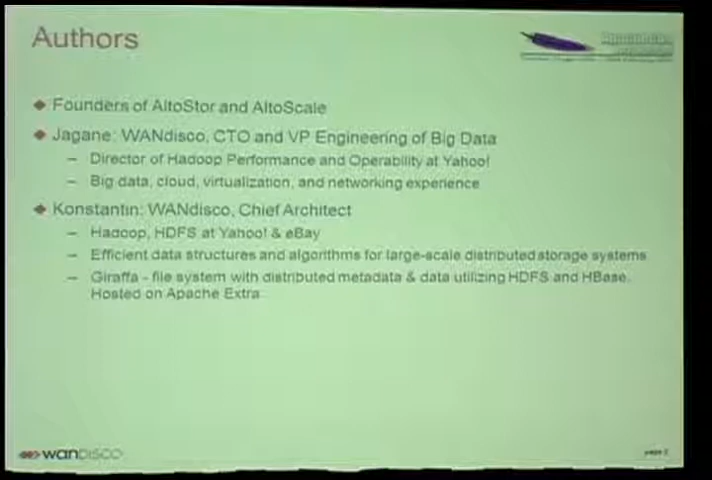 Authors
Founders of AltoStor and AltoScale
Jagane: WANdisco, CTO and VP Engineering of Big Data
– Director of Hadoop Performance and Operability at Yahoo!
– Big data, cloud, virtualization, and networking experience
Konstantin: WANdisco, Chief Architect
– Hadoop, HDFS at Yahoo! & eBay
– Efficient data structures and algorithms for large-scale distributed storage systems
– Giraffa - file system with distributed metadata & data utilizing HDFS and HBase.
Hosted on Apache Extra
WANDISCO